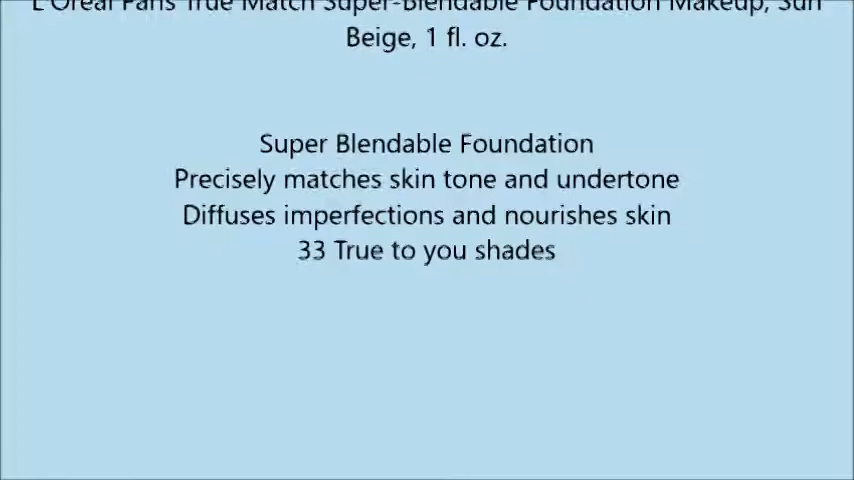 L'Oreal Paris True Match Super-Blendable Foundation Makeup, Sun
Beige, 1 fl. oz.
Super Blendable Foundation
Precisely matches skin tone and undertone
Diffuses imperfections and nourishes skin
33 True to you shades